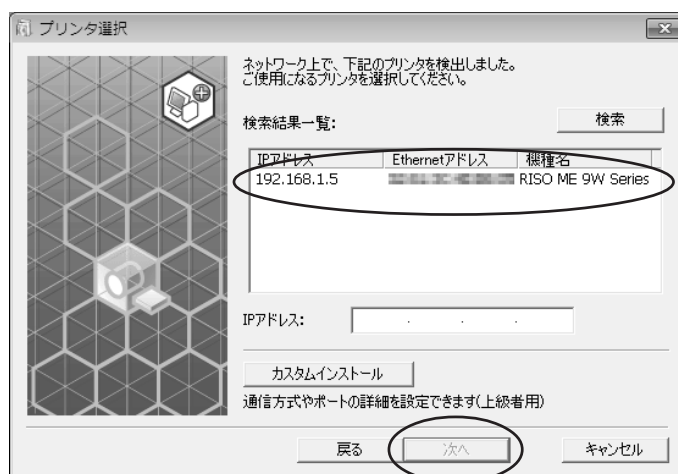 プリンタ選択
ネットワーク上で、下記のプリンタを検出しました。
ご使用になるプリンタを選択してください。
検索結果一覧:
検索
IPアドレス Ethernetアドレス 機種名
192.168.1.5 RISO ME 9W Series
IPアドレス:
カスタムインストール
通信方式やポートの詳細を設定できます(上級者用)
戻る 次へ キャンセル